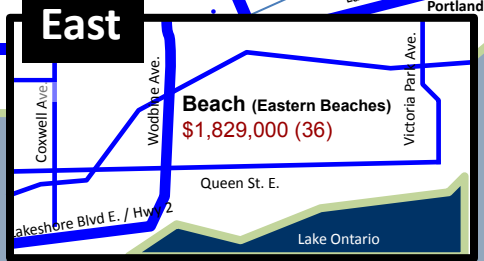 Portland
East
Coxwell Ave.
Woodbine Ave.
Victoria Park Ave.
Beach (Eastern Beaches)
$1,829,000 (36)
Queen St. E.
Lakeshore Blvd E. / Hwy 2
Lake Ontario